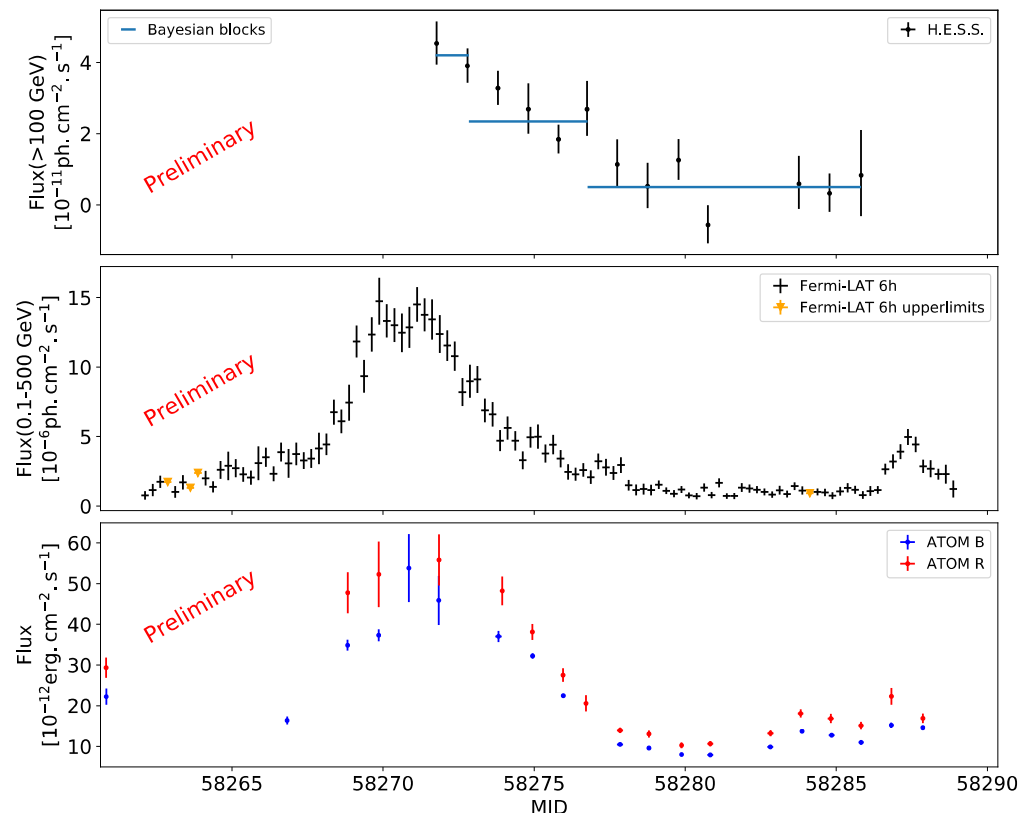 Bayesian blocks
H.E.S.S.
Flux(>100 GeV)
[10⁻¹¹ph. cm⁻². s⁻¹]
4
2
0
Preliminary
Fermi-LAT 6h
Fermi-LAT 6h upperlimits
Flux(0.1-500 GeV)
[10⁻⁶ph. cm⁻². s⁻¹]
15
10
5
0
Preliminary
ATOM B
ATOM R
Flux
[10⁻¹²erg. cm⁻². s⁻¹]
60
50
40
30
20
10
Preliminary
58265 58270 58275 58280 58285 58290
MJD